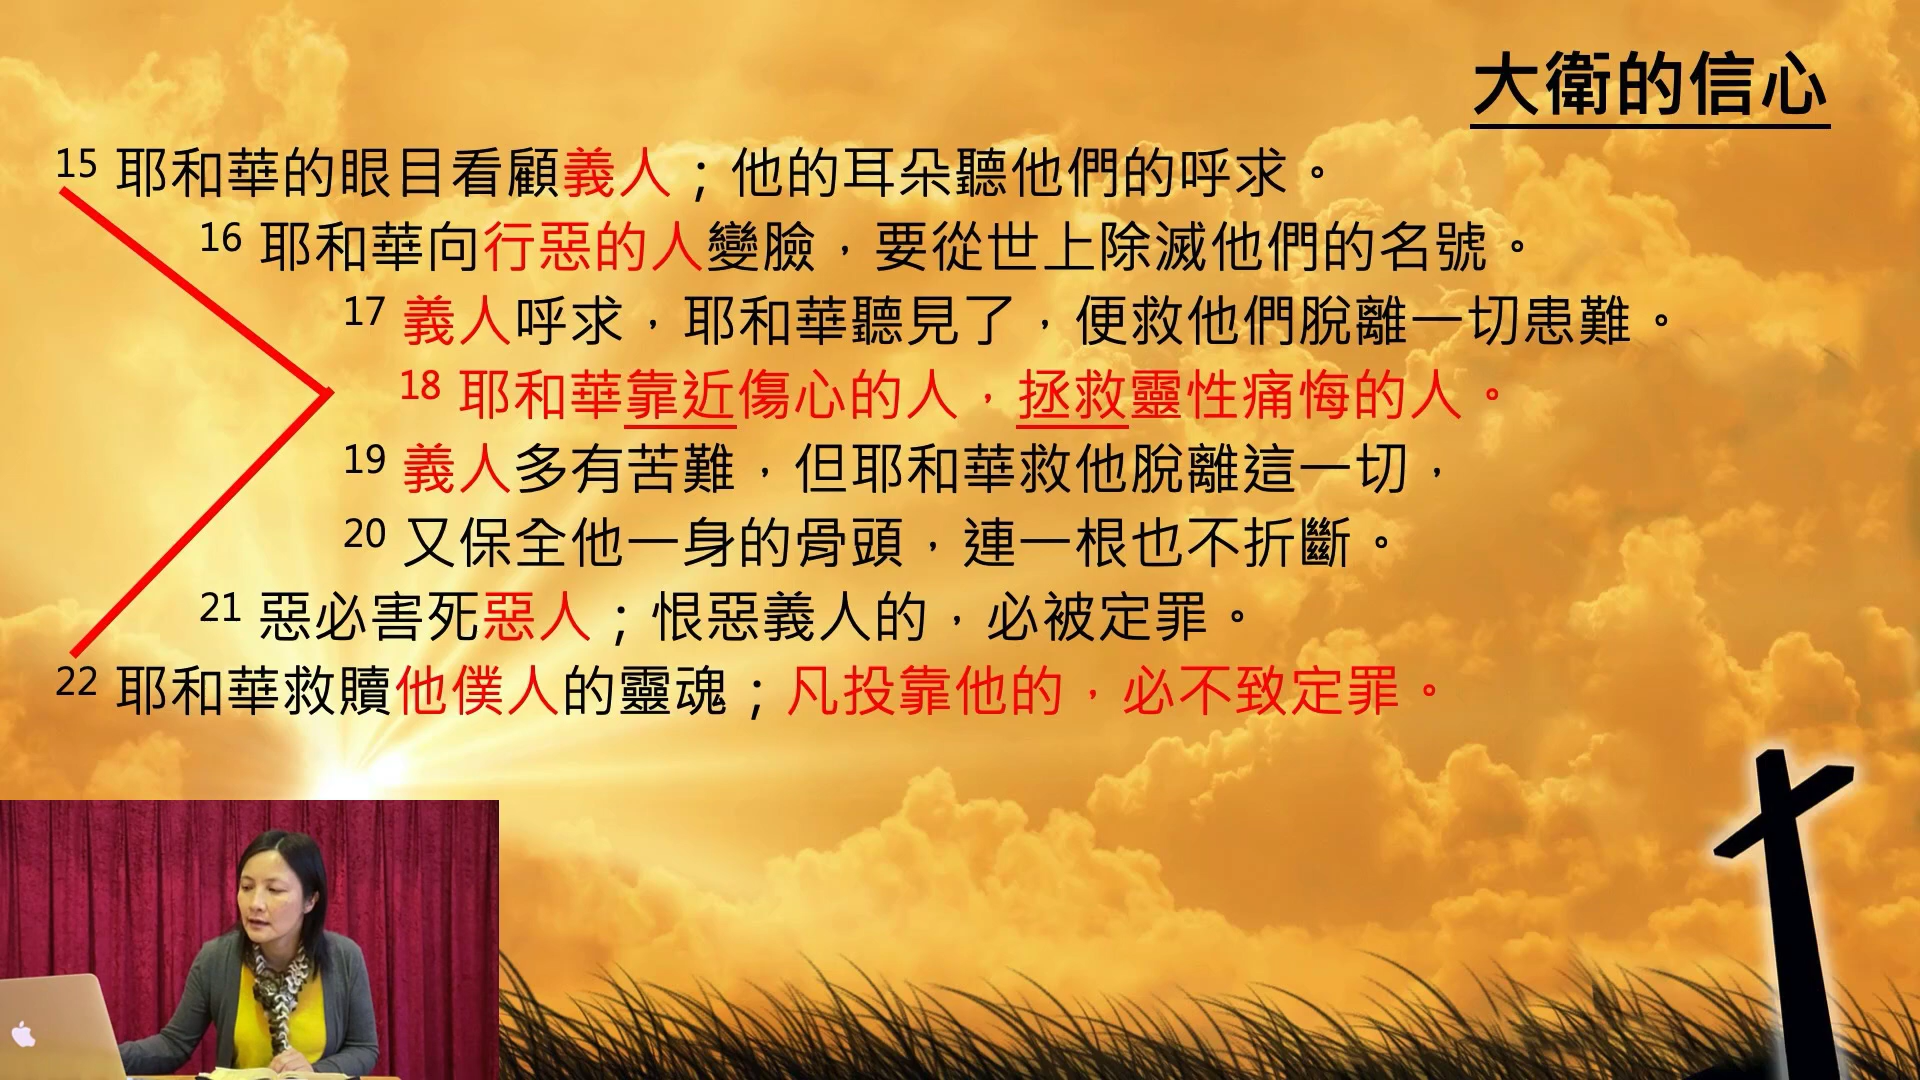 大衛的信心
15 耶和華的眼目看顧義人；他的耳朵聽他們的呼求。
16 耶和華向行惡的人變臉，要從世上除滅他們的名號。
17 義人呼求，耶和華聽見了，便救他們脫離一切患難。
18 耶和華靠近傷心的人，拯救靈性痛悔的人。
19 義人多有苦難，但耶和華救他脫離這一切，
20 又保全他一身的骨頭，連一根也不折斷。
21 惡必害死惡人；恨惡義人的，必被定罪。
22 耶和華救贖他僕人的靈魂；凡投靠他的，必不致定罪。